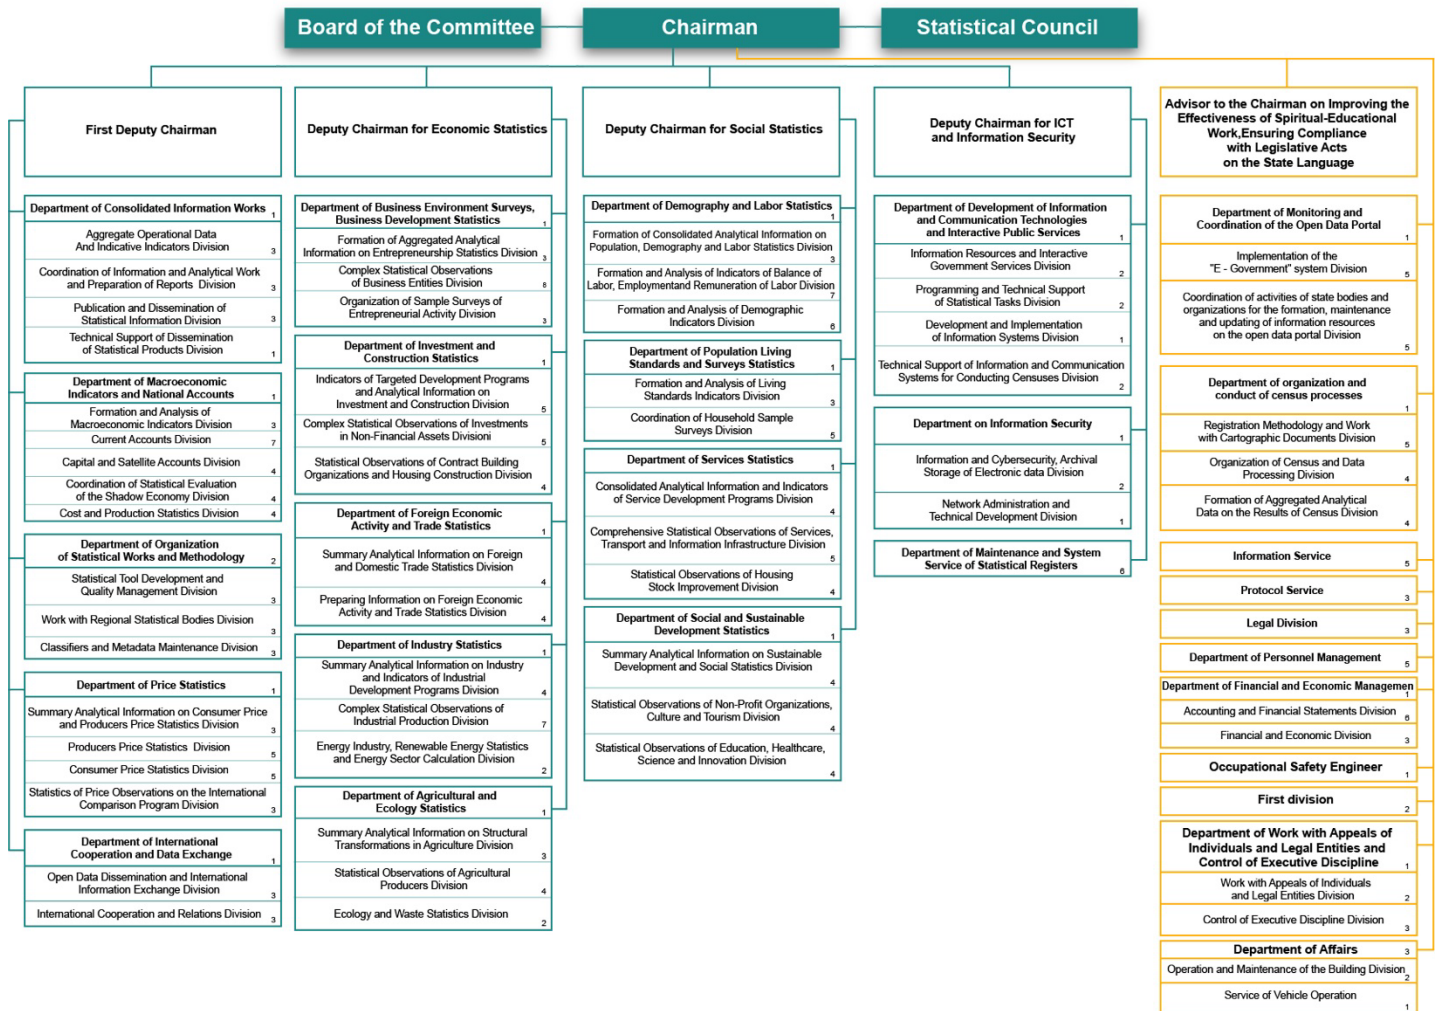 Board of the Committee
Chairman
Statistical Council
First Deputy Chairman
Department of Consolidated Information Works 1
Aggregate Operational Data
And Indicative Indicators Division
3
Coordination of Information and Analytical Work
and Preparation of Reports Division
3
Publication and Dissemination of
Statistical Information Division
3
Technical Support of Dissemination
of Statistical Products Division
1
Department of Macroeconomic
Indicators and National Accounts
1
Formation and Analysis of
Macroeconomic Indicators Division
3
Current Accounts Division
7
Capital and Satellite Accounts Division
4
Coordination of Statistical Evaluation
of the Shadow Economy Division
4
Cost and Production Statistics Division
4
Department of Organization
of Statistical Works and Methodology
2
Statistical Tool Development and
Quality Management Division
3
Work with Regional Statistical Bodies Division
3
Classifiers and Metadata Maintenance Division
3
Department of Price Statistics
1
Summary Analytical Information on Consumer Price
and Producers Price Statistics Division
3
Producers Price Statistics Division
5
Consumer Price Statistics Division
5
Statistics of Price Observations on the International
Comparison Program Division
3
Department of International
Cooperation and Data Exchange
1
Open Data Dissemination and International
Information Exchange Division
3
International Cooperation and Relations Division
3
Deputy Chairman for Economic Statistics
Department of Business Environment Surveys,
Business Development Statistics
1
Formation of Aggregated Analytical
Information on Entrepreneurship Statistics Division
3
Complex Statistical Observations
of Business Entities Division
8
Organization of Sample Surveys of
Entrepreneurial Activity Division
3
Department of Investment and
Construction Statistics
1
Indicators of Targeted Development Programs
and Analytical Information on
Investment and Construction Division
5
Complex Statistical Observations of Investments
in Non-Financial Assets Divisioni
5
Statistical Observations of Contract Building
Organizations and Housing Construction Division
4
Department of Foreign Economic
Activity and Trade Statistics
1
Summary Analytical Information on Foreign
and Domestic Trade Statistics Division
4
Preparing Information on Foreign Economic
Activity and Trade Statistics Division
4
Department of Industry Statistics
1
Summary Analytical Information on Industry
and Indicators of Industrial
Development Programs Division
4
Complex Statistical Observations of
Industrial Production Division
7
Energy Industry, Renewable Energy Statistics
and Energy Sector Calculation Division
2
Department of Agricultural and
Ecology Statistics
1
Summary Analytical Information on Structural
Transformations in Agriculture Division
3
Statistical Observations of Agricultural
Producers Division
4
Ecology and Waste Statistics Division
2
Deputy Chairman for Social Statistics
Department of Demography and Labor Statistics
1
Formation of Consolidated Analytical Information on
Population, Demography and Labor Statistics Division
3
Formation and Analysis of Indicators of Balance of
Labor, Employmentand Remuneration of Labor Division
7
Formation and Analysis of Demographic
Indicators Division
6
Department of Population Living
Standards and Surveys Statistics
1
Formation and Analysis of Living
Standards Indicators Division
3
Coordination of Household Sample
Surveys Division
5
Department of Services Statistics
1
Consolidated Analytical Information and Indicators
of Service Development Programs Division
4
Comprehensive Statistical Observations of Services,
Transport and Information Infrastructure Division
5
Statistical Observations of Housing
Stock Improvement Division
4
Department of Social and Sustainable
Development Statistics
1
Summary Analytical Information on Sustainable
Development and Social Statistics Division
4
Statistical Observations of Non-Profit Organizations,
Culture and Tourism Division
4
Statistical Observations of Education, Healthcare,
Science and Innovation Division
4
Deputy Chairman for ICT
and Information Security
Department of Development of Information
and Communication Technologies
and Interactive Public Services
1
Information Resources and Interactive
Government Services Division
2
Programming and Technical Support
of Statistical Tasks Division
2
Development and Implementation
of Information Systems Division
1
Technical Support of Information and Communication
Systems for Conducting Censuses Division
2
Department on Information Security
1
Information and Cybersecurity, Archival
Storage of Electronic data Division
2
Network Administration and
Technical Development Division
1
Department of Maintenance and System
Service of Statistical Registers
6
Advisor to the Chairman on Improving the
Effectiveness of Spiritual-Educational
Work,Ensuring Compliance
with Legislative Acts
on the State Language
Department of Monitoring and
Coordination of the Open Data Portal
1
Implementation of the
"E - Government" system Division
5
Coordination of activities of state bodies and
organizations for the formation, maintenance
and updating of information resources
on the open data portal Division
5
Department of organization and
conduct of census processes
1
Registration Methodology and Work
with Cartographic Documents Division
5
Organization of Census and Data
Processing Division
4
Formation of Aggregated Analytical
Data on the Results of Census Division
4
Information Service
5
Protocol Service
3
Legal Division
3
Department of Personnel Management
5
Department of Financial and Economic Managemen
1
Accounting and Financial Statements Division
6
Financial and Economic Division
3
Occupational Safety Engineer
1
First division
2
Department of Work with Appeals of
Individuals and Legal Entities and
Control of Executive Discipline
1
Work with Appeals of Individuals
and Legal Entities Division
2
Control of Executive Discipline Division
3
Department of Affairs
3
Operation and Maintenance of the Building Division
2
Service of Vehicle Operation
1